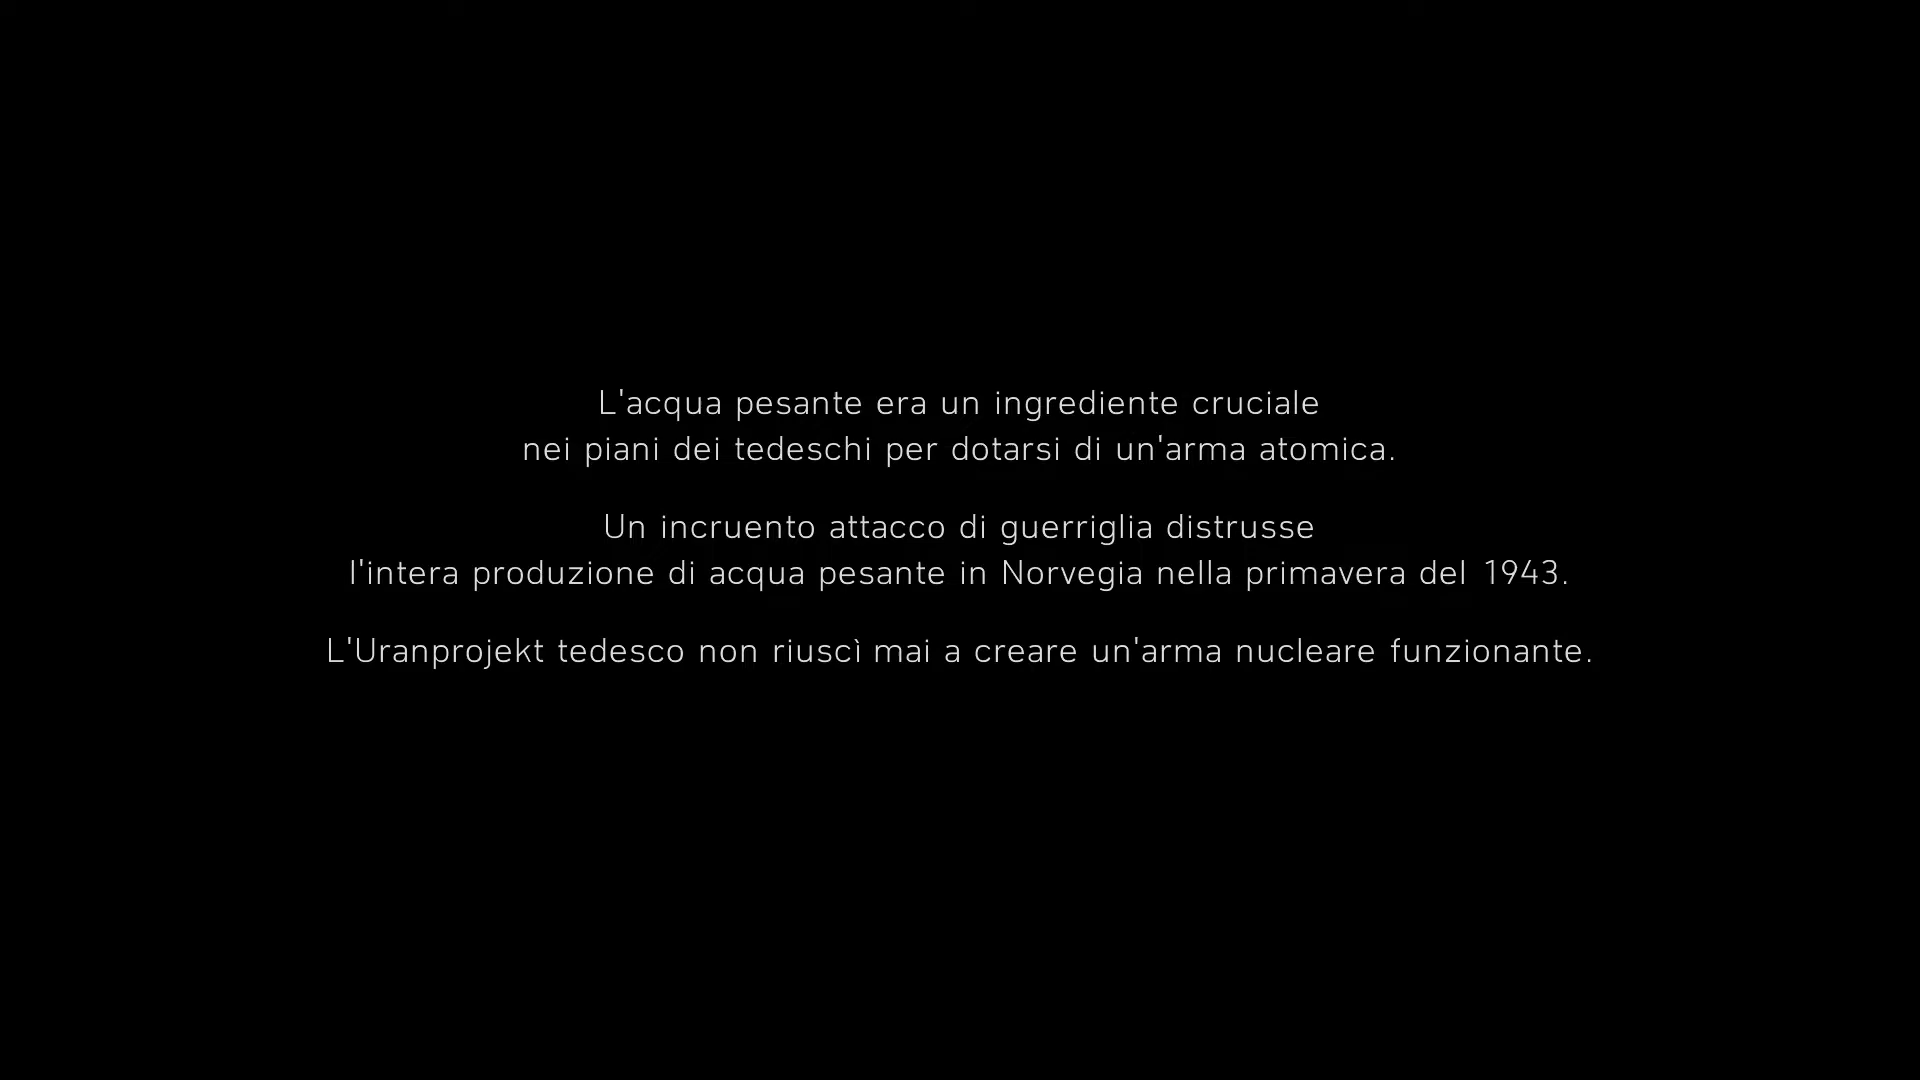 L'acqua pesante era un ingrediente cruciale
nei piani dei tedeschi per dotarsi di un'arma atomica.
Un incruento attacco di guerriglia distrusse
l'intera produzione di acqua pesante in Norvegia nella primavera del 1943.
L'Uranprojekt tedesco non riuscì mai a creare un'arma nucleare funzionante.